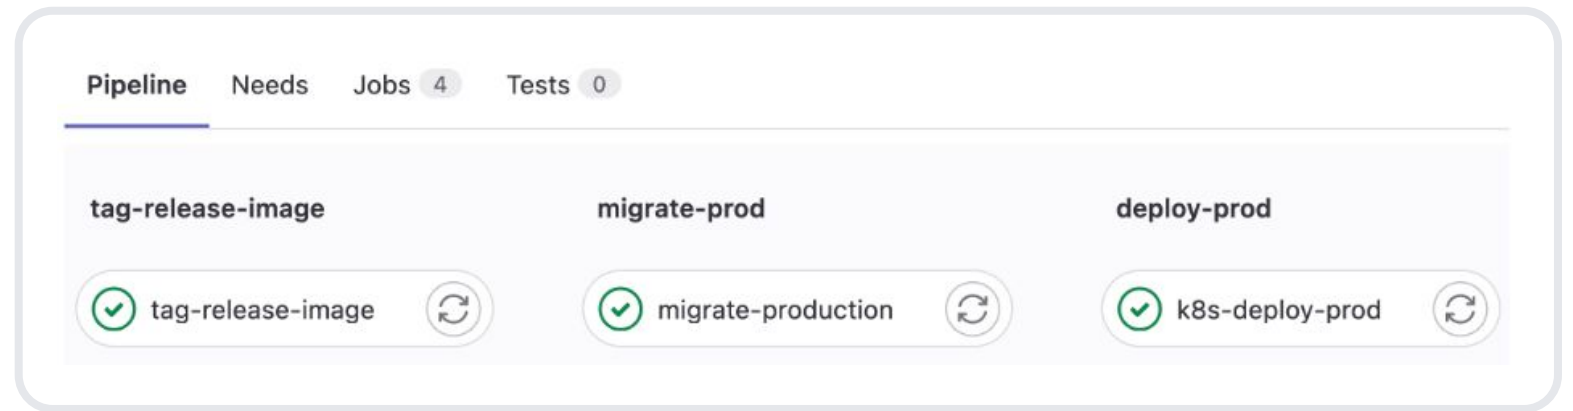 Pipeline Needs Jobs 4 Tests 0
tag-release-image migrate-prod deploy-prod
tag-release-image migrate-production k8s-deploy-prod